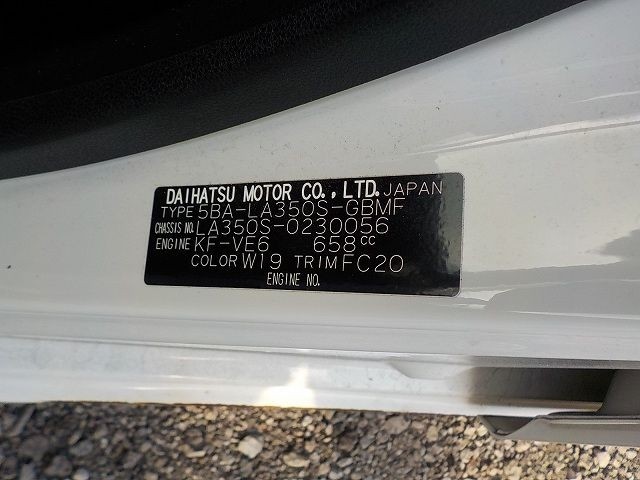 DAIHATSU MOTOR CO., LTD. JAPAN
TYPE 5BA-LA350S-GBMF
CHASSIS NO. LA350S-0230056
ENGINE KF-VE6 658cc
COLOR W19 TRIM FC20
ENGINE NO.